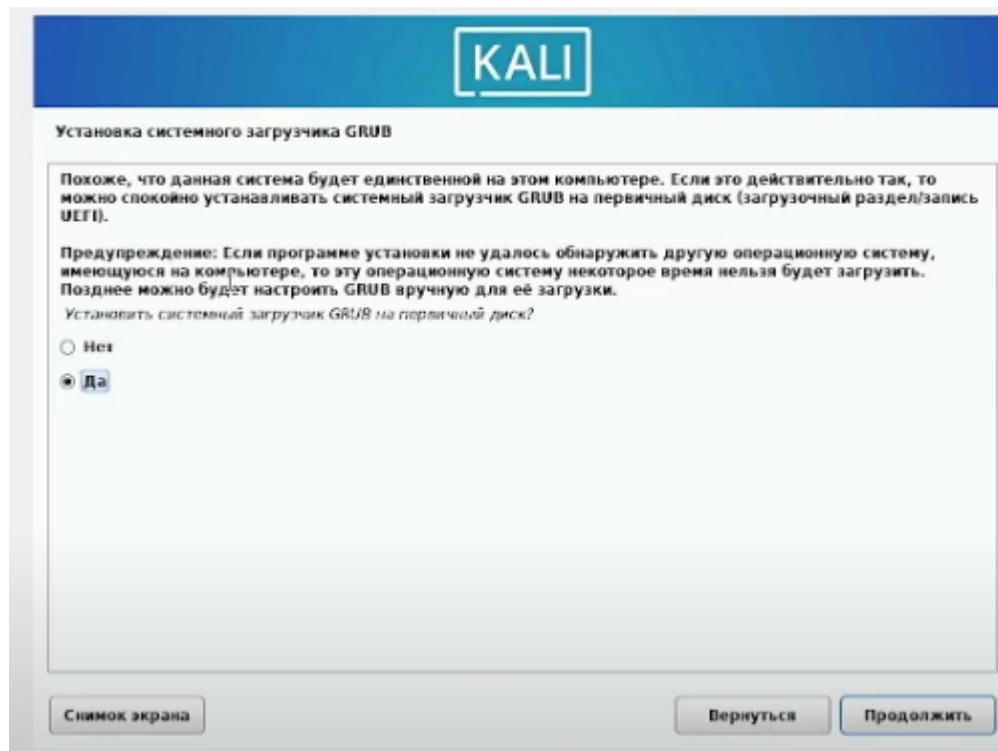 KALI
Установка системного загрузчика GRUB
Похоже, что данная система будет единственной на этом компьютере. Если это действительно так, то
можно спокойно устанавливать системный загрузчик GRUB на первичный диск (загрузочный раздел/запись
UEFI).
Предупреждение: Если программе установки не удалось обнаружить другую операционную систему,
имеющуюся на компьютере, то эту операционную систему некоторое время нельзя будет загрузить.
Позднее можно будет настроить GRUB вручную для её загрузки.
Установить системный загрузчик GRUB на первичный диск?
Нет
Да
Снимок экрана
Вернуться
Продолжить